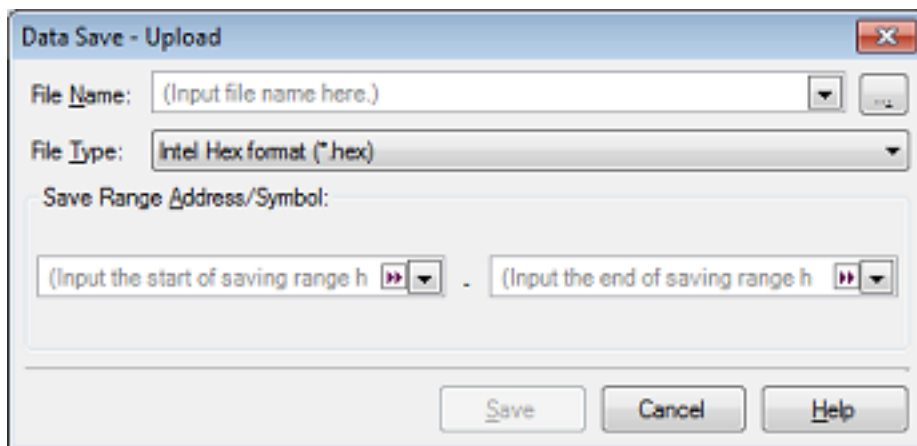 Data Save - Upload
File Name: (Input file name here.) ...
File Type: Intel Hex format (*.hex)
Save Range Address/Symbol:
(Input the start of saving range h - (Input the end of saving range h
Save Cancel Help